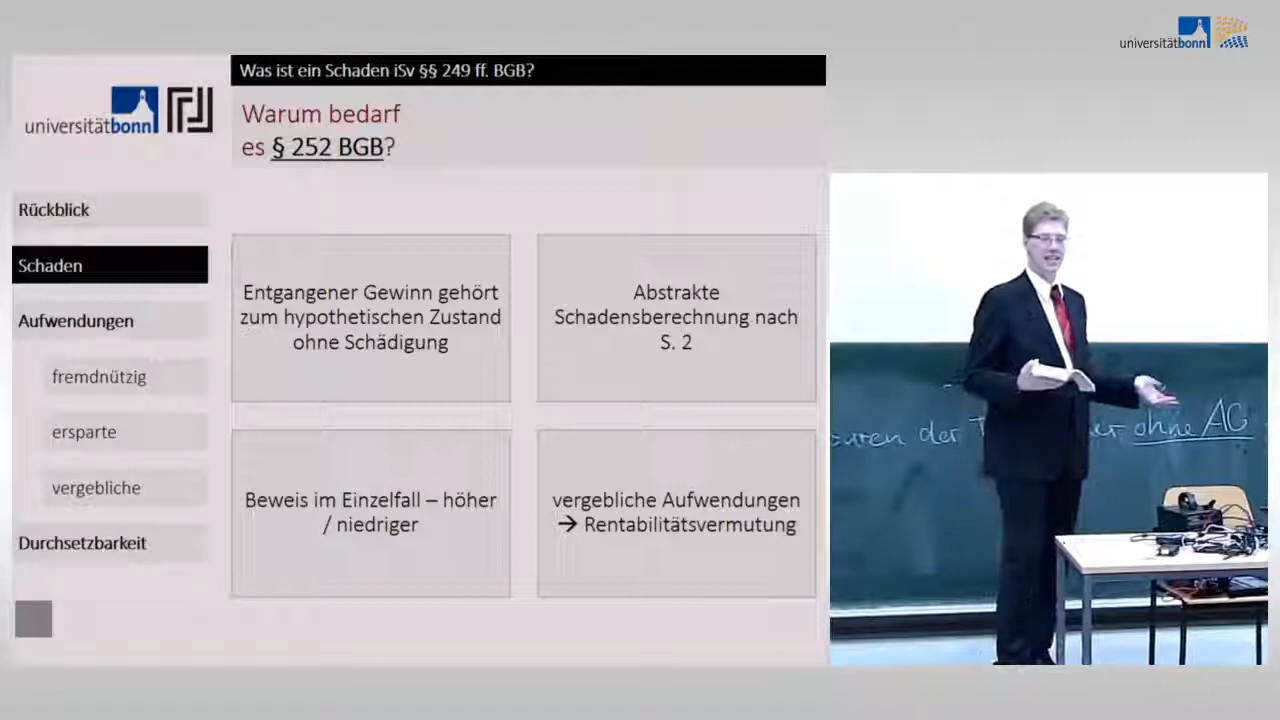 universitätbonn
Was ist ein Schaden iSv §§ 249 ff. BGB?
universitätbonn
Warum bedarf
es § 252 BGB?
Rückblick
Schaden
Aufwendungen
fremdnützig
ersparte
vergebliche
Durchsetzbarkeit
Entgangener Gewinn gehört
zum hypothetischen Zustand
ohne Schädigung
Abstrakte
Schadensberechnung nach
S. 2
Beweis im Einzelfall – höher
/ niedriger
vergebliche Aufwendungen
→ Rentabilitätsvermutung
der
ohne AG